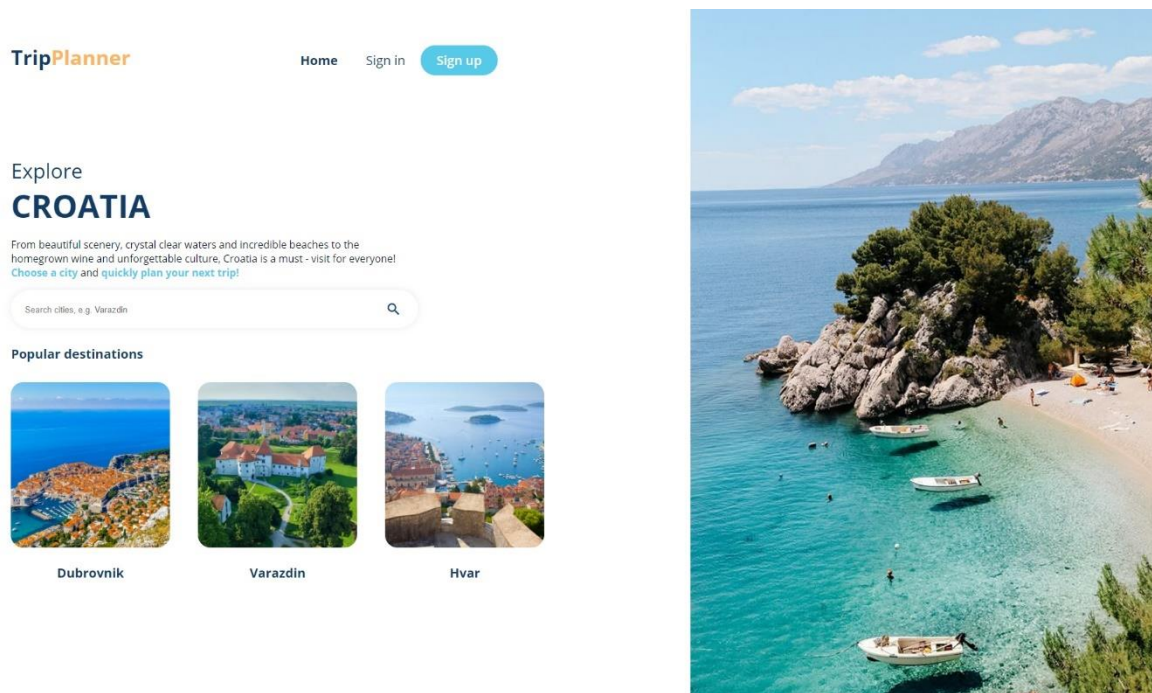 TripPlanner
Home
Sign in
Sign up
Explore
CROATIA
From beautiful scenery, crystal clear waters and incredible beaches to the
homegrown wine and unforgettable culture, Croatia is a must - visit for everyone!
Choose a city and quickly plan your next trip!
Search cities, e.g. Varazdin
Popular destinations
Dubrovnik
Varazdin
Hvar